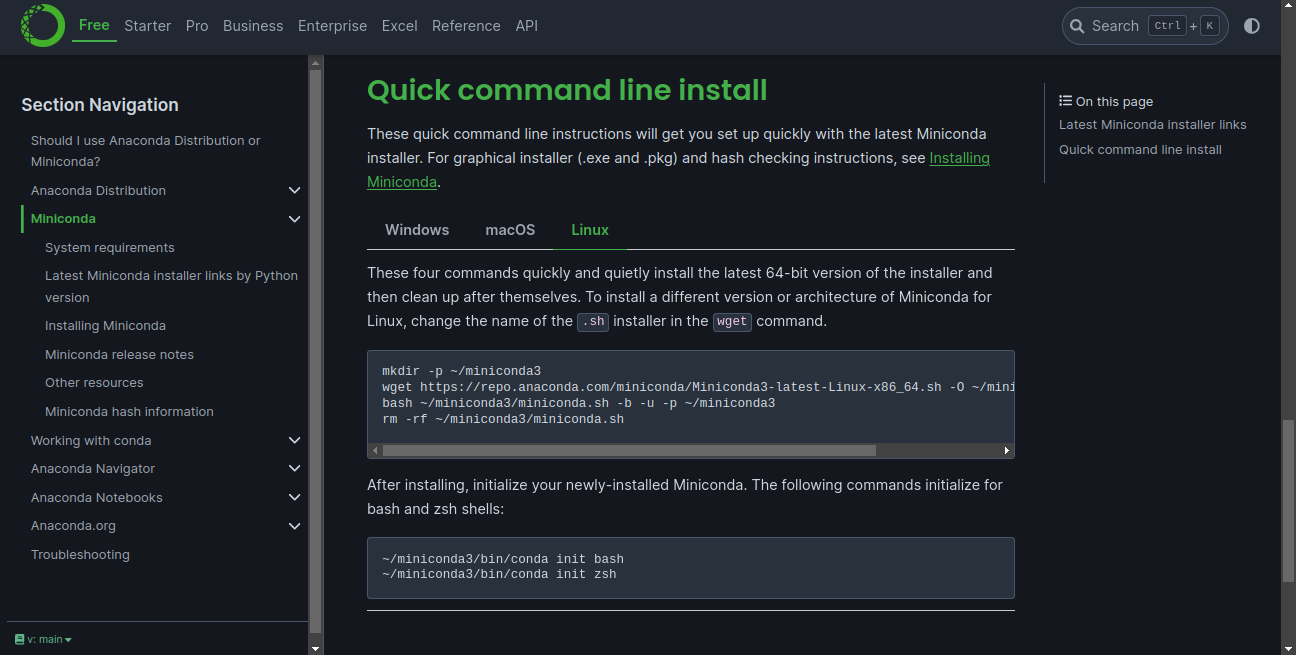 Free Starter Pro Business Enterprise Excel Reference API Search Ctrl + K
Section Navigation
Should I use Anaconda Distribution or
Miniconda?
Anaconda Distribution
Miniconda
System requirements
Latest Miniconda installer links by Python
version
Installing Miniconda
Miniconda release notes
Other resources
Miniconda hash information
Working with conda
Anaconda Navigator
Anaconda Notebooks
Anaconda.org
Troubleshooting
v: main
Quick command line install
These quick command line instructions will get you set up quickly with the latest Miniconda
installer. For graphical installer (.exe and .pkg) and hash checking instructions, see Installing
Miniconda.
Windows macOS Linux
These four commands quickly and quietly install the latest 64-bit version of the installer and
then clean up after themselves. To install a different version or architecture of Miniconda for
Linux, change the name of the .sh installer in the wget command.
mkdir -p ~/miniconda3
wget https://repo.anaconda.com/miniconda/Miniconda3-latest-Linux-x86_64.sh -O ~/mini
bash ~/miniconda3/miniconda.sh -b -u -p ~/miniconda3
rm -rf ~/miniconda3/miniconda.sh
After installing, initialize your newly-installed Miniconda. The following commands initialize for
bash and zsh shells:
~/miniconda3/bin/conda init bash
~/miniconda3/bin/conda init zsh
On this page
Latest Miniconda installer links
Quick command line install